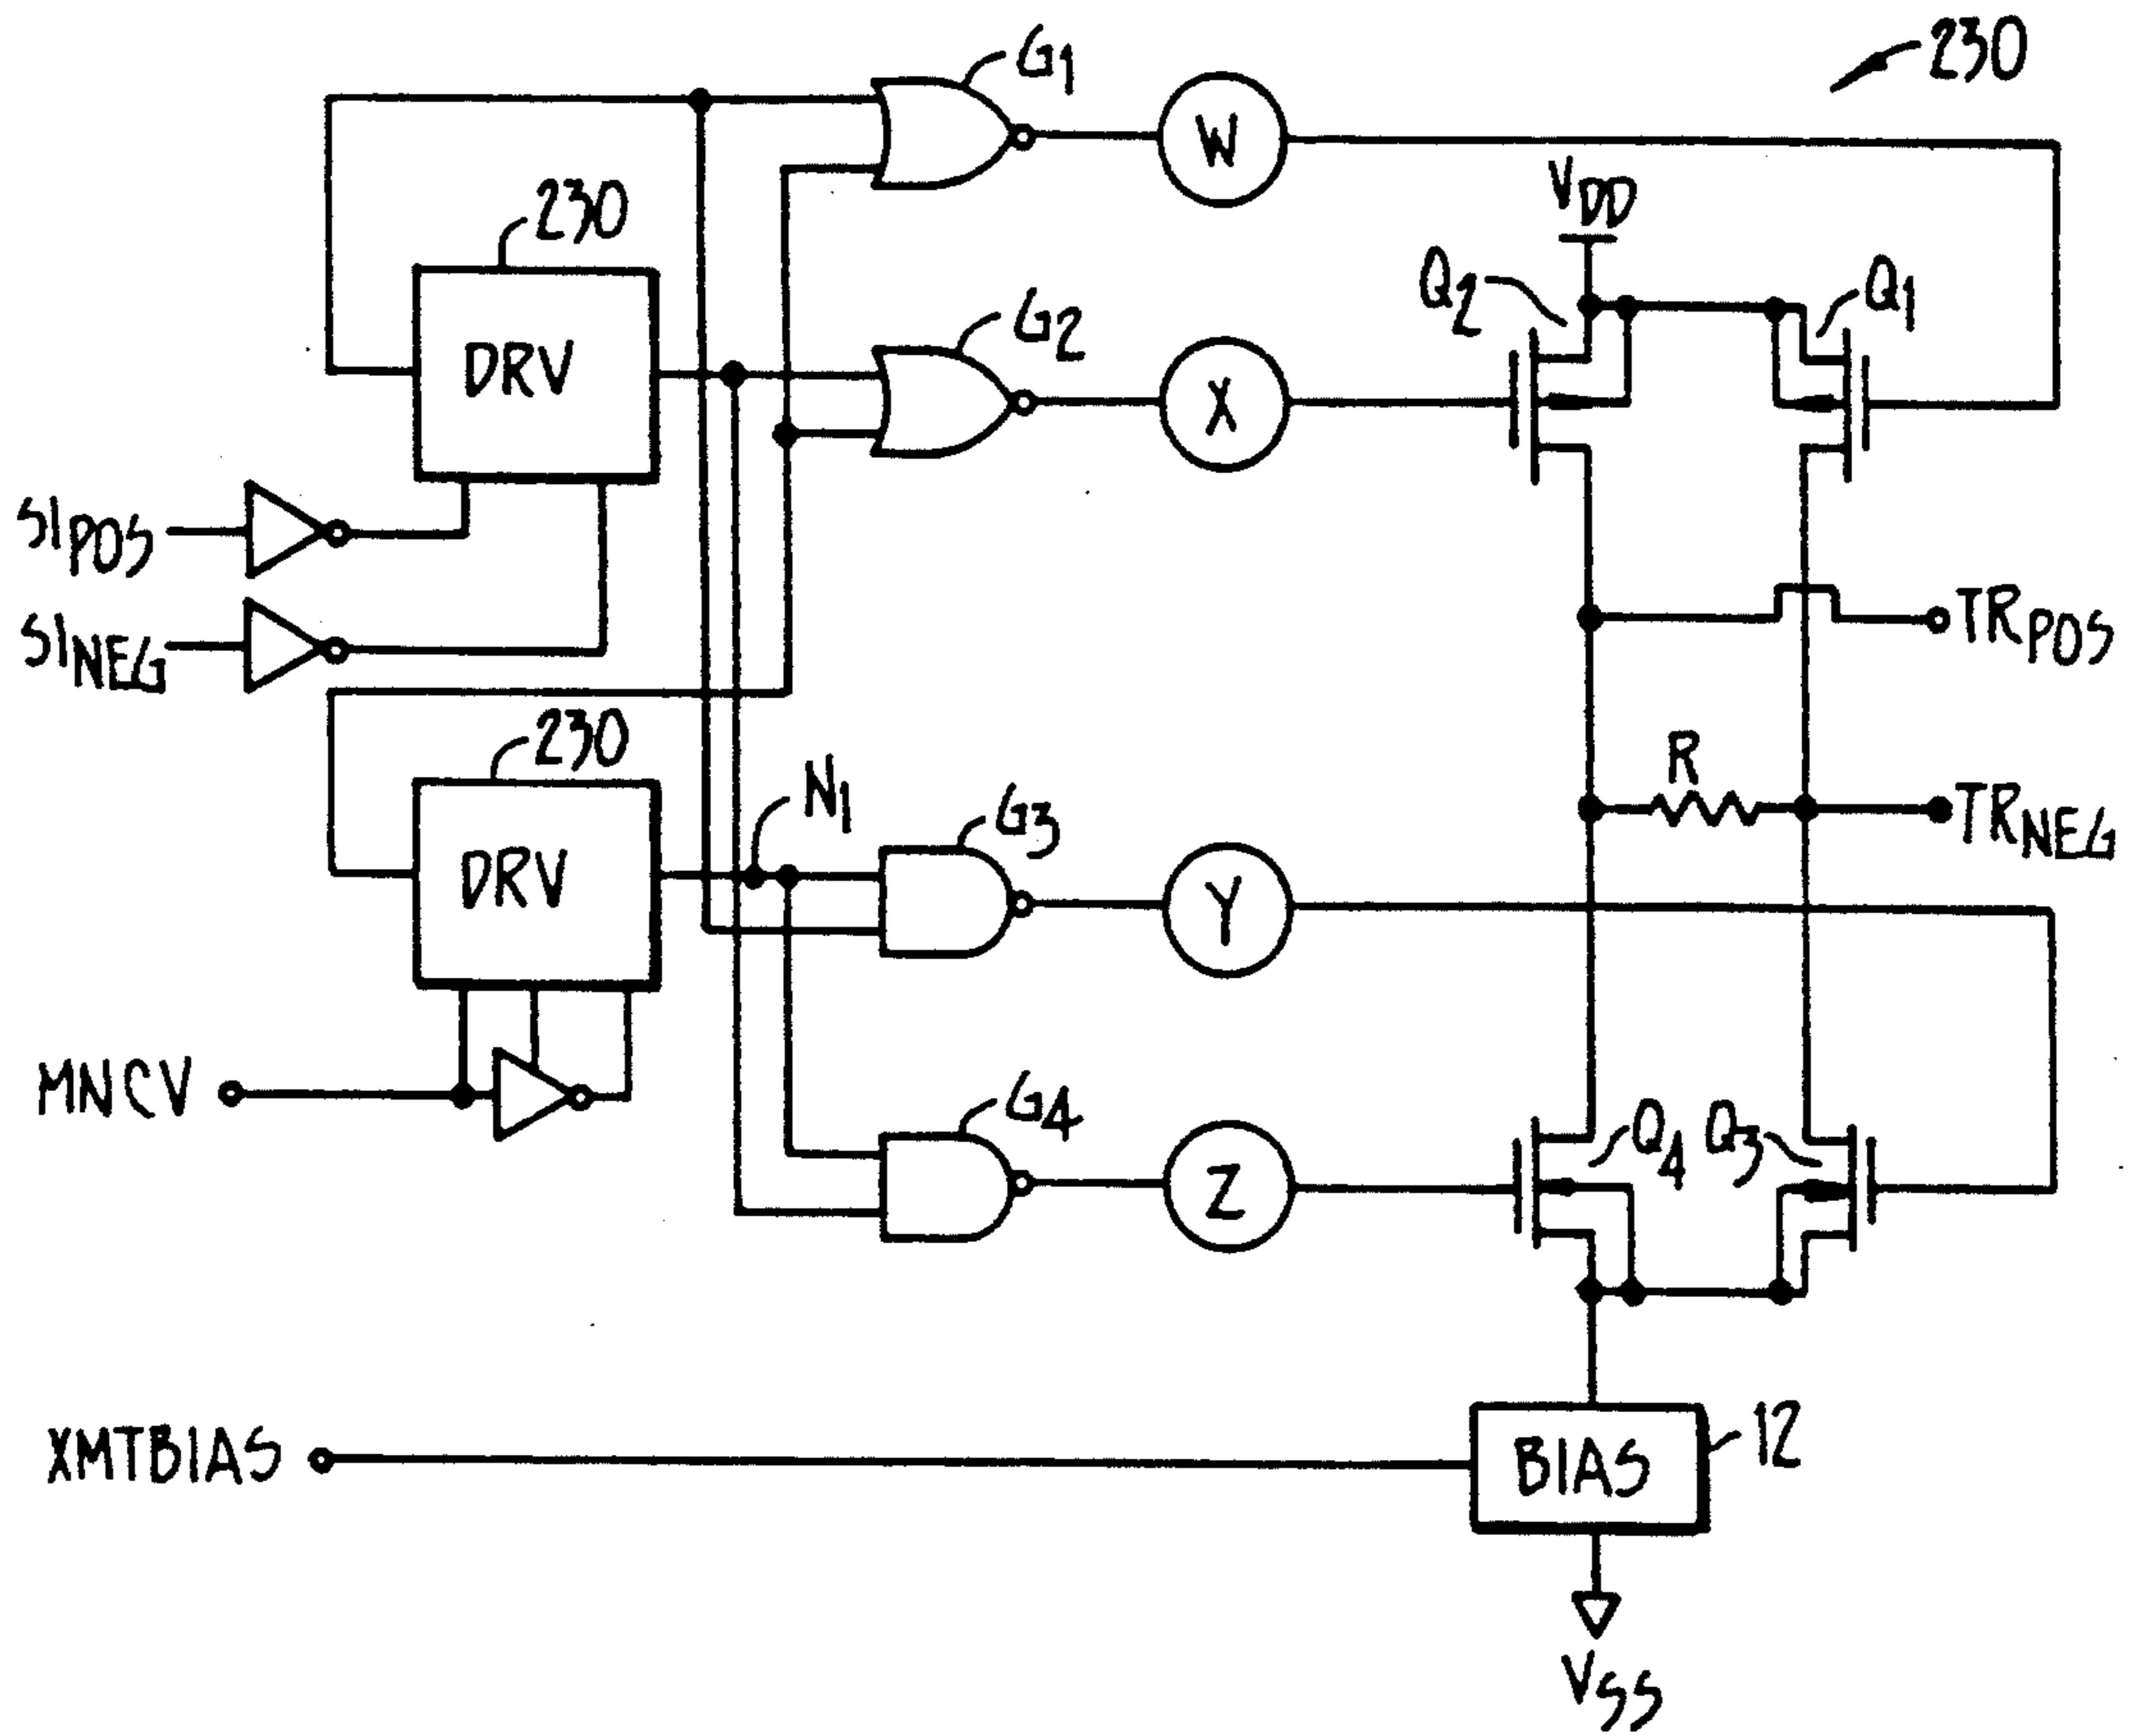 G1
230
W
VDD
230
Q2
Q1
G2
DRV
X
SIPOS
TRPOS
SINEG
230
R
N1
G3
TRNEG
DRV
Y
MNCV
G4
Q4
Q3
Z
XMTBIAS
BIAS
12
VSS